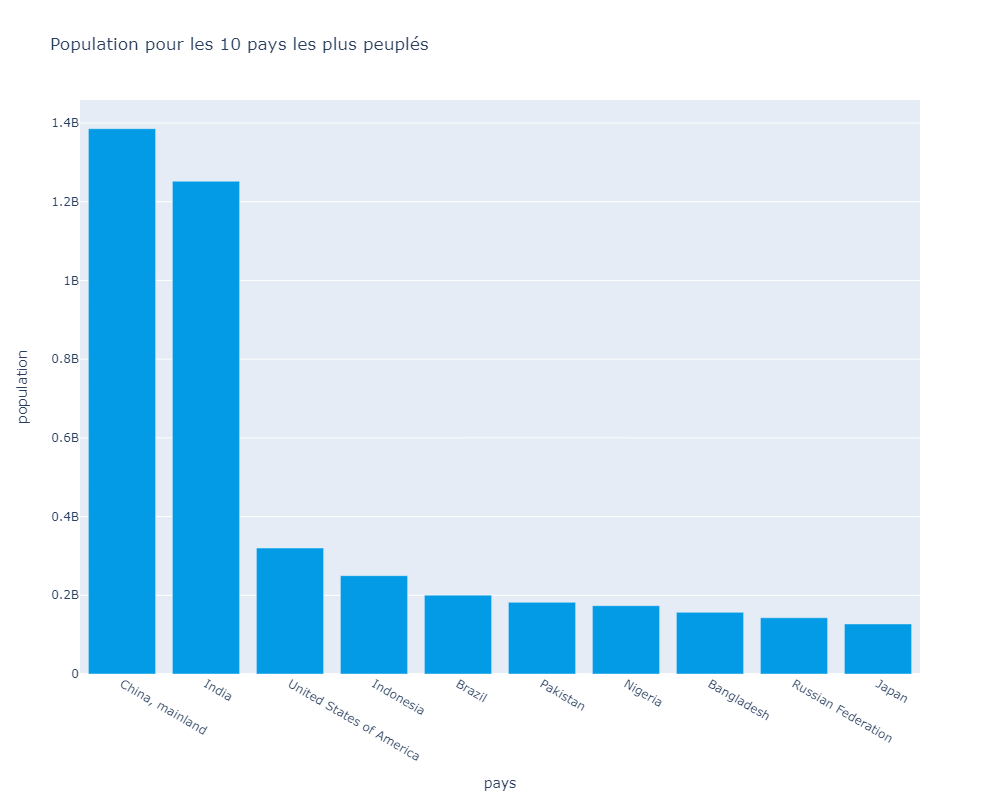 Population pour les 10 pays les plus peuplés
1.4B
1.2B
1B
0.8B
0.6B
0.4B
0.2B
0
population
China, mainland
India
United States of America
Indonesia
Brazil
Pakistan
Nigeria
Bangladesh
Russian Federation
Japan
pays